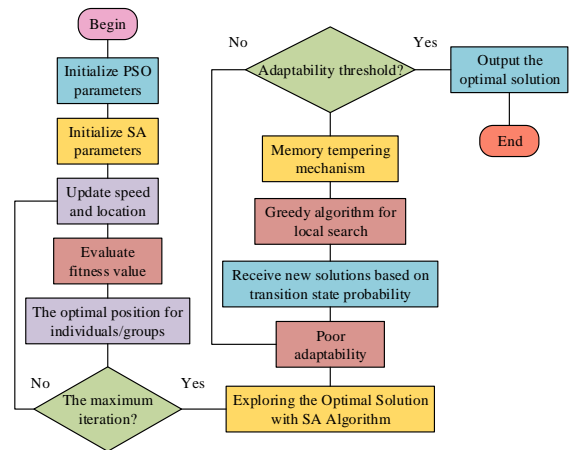 Begin
Initialize PSO
parameters
Initialize SA
parameters
Update speed
and location
Evaluate
fitness value
The optimal position for
individuals/groups
No
The maximum
iteration?
Yes
Exploring the Optimal Solution
with SA Algorithm
Poor
adaptability
Receive new solutions based on
transition state probability
Greedy algorithm for
local search
Memory tempering
mechanism
No
Adaptability threshold?
Yes
Output the
optimal solution
End